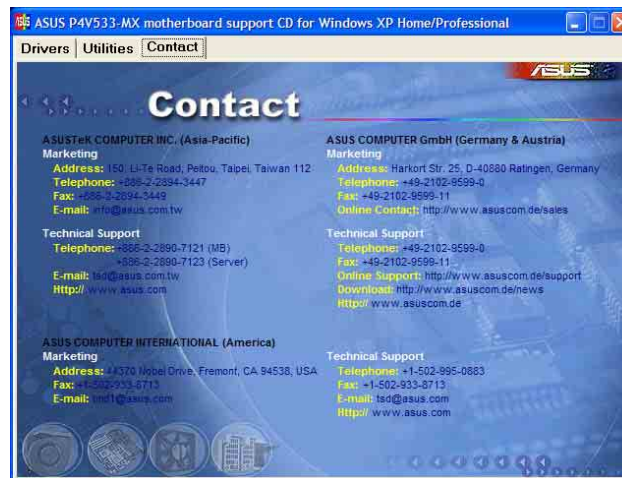 ASUS P4V533-MX motherboard support CD for Windows XP Home/Professional
Drivers Utilities Contact
ASUS
Contact
ASUSTeK COMPUTER INC. (Asia-Pacific)
Marketing
Address: 150, Li-Te Road, Peitou, Taipei, Taiwan 112
Telephone: +886-2-2894-3447
Fax: +886-2-2894-3449
E-mail: info@asus.com.tw
Technical Support
Telephone: +886-2-2890-7121 (MB)
+886-2-2890-7123 (Server)
E-mail: tsd@asus.com.tw
Http:// www.asus.com
ASUS COMPUTER GmbH (Germany & Austria)
Marketing
Address: Harkort Str. 25, D-40880 Ratingen, Germany
Telephone: +49-2102-9599-0
Fax: +49-2102-9599-11
Online Contact: http://www.asuscom.de/sales
Technical Support
Telephone: +49-2102-9599-0
Fax: +49-2102-9599-11
Online Support: http://www.asuscom.de/support
Download: http://www.asuscom.de/news
Http:// www.asuscom.de
ASUS COMPUTER INTERNATIONAL (America)
Marketing
Address: 44370 Nobel Drive, Fremont, CA 94538, USA
Fax: +1-502-933-8713
E-mail: tmd1@asus.com
Technical Support
Telephone: +1-502-995-0883
Fax: +1-502-933-8713
E-mail: tsd@asus.com
Http:// www.asus.com